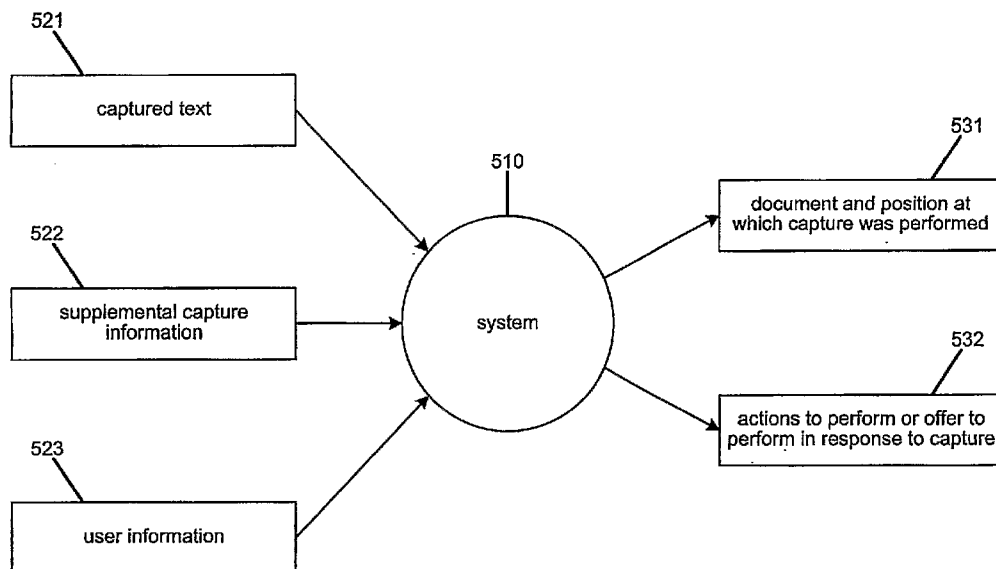 521
captured text
522
supplemental capture
information
523
user information
510
system
531
document and position at
which capture was performed
532
actions to perform or offer to
perform in response to capture